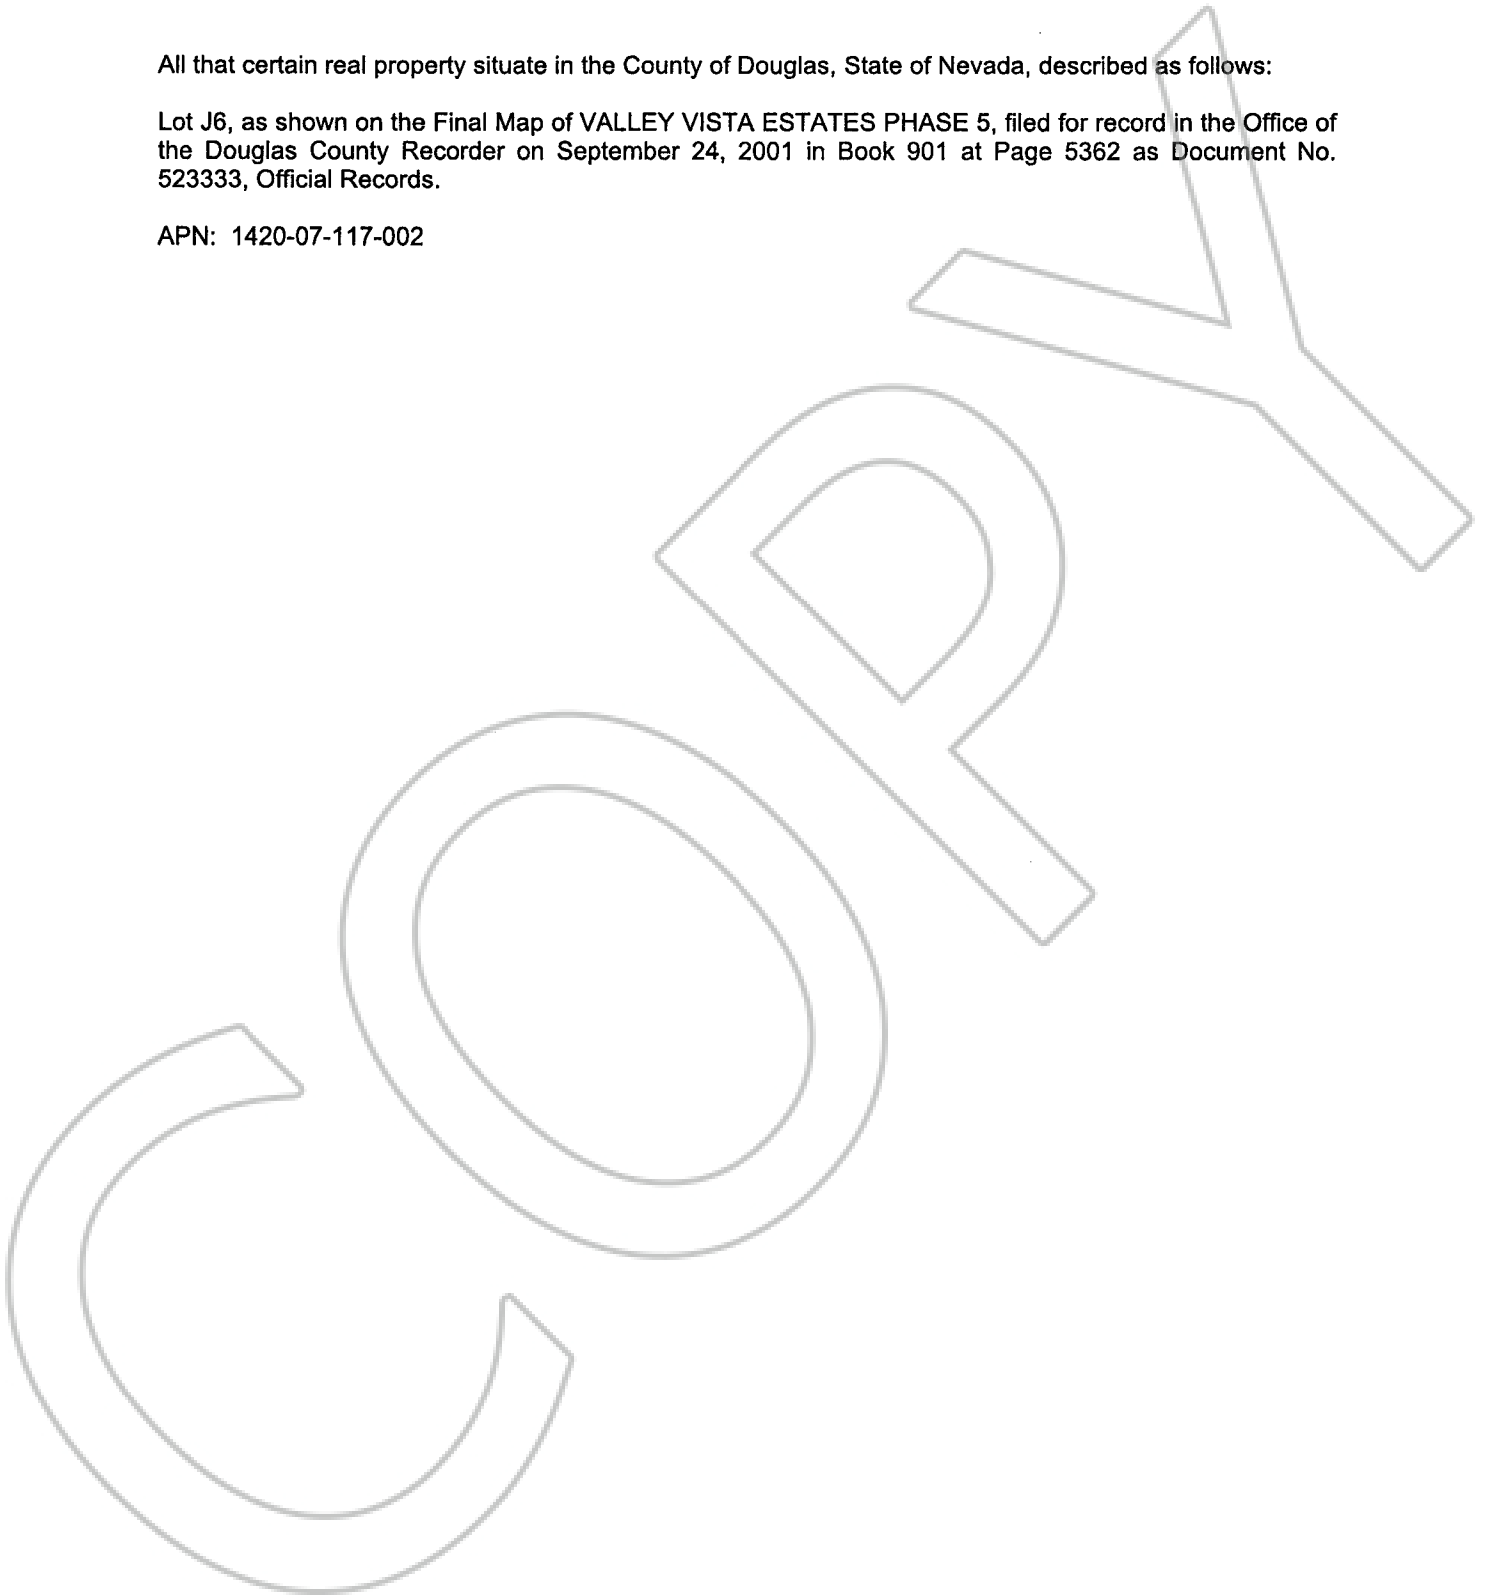 All that certain real property situate in the County of Douglas, State of Nevada, described as follows:
Lot J6, as shown on the Final Map of VALLEY VISTA ESTATES PHASE 5, filed for record in the Office of
the Douglas County Recorder on September 24, 2001 in Book 901 at Page 5362 as Document No.
523333, Official Records.
APN: 1420-07-117-002
COPY